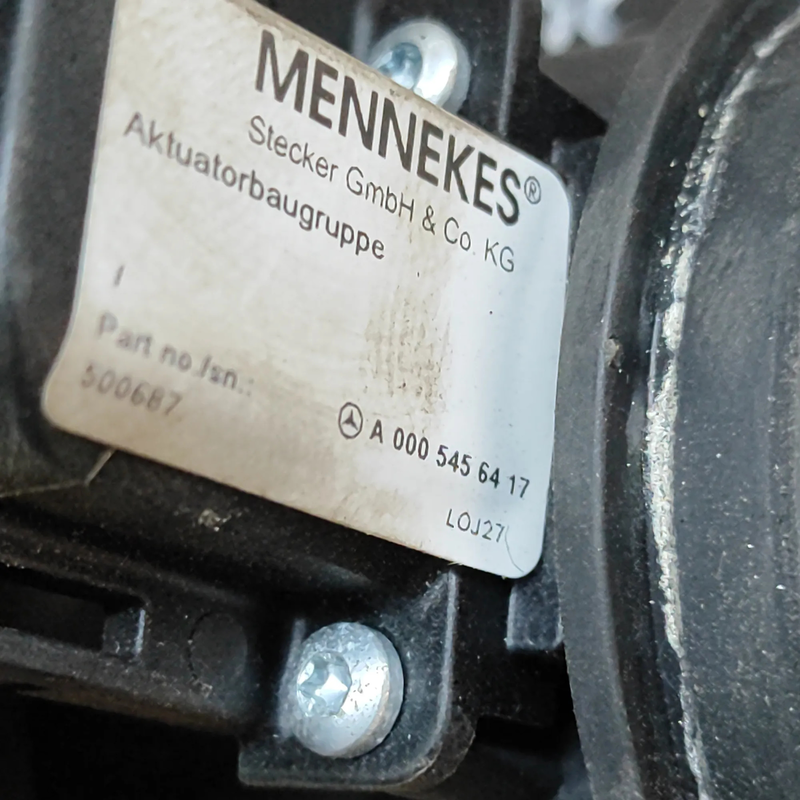 MENNEKES®
Stecker GmbH & Co. KG
Aktuatorbaugruppe
/
Part no./sn.:
500687
A 000 545 64 17
LOJ27